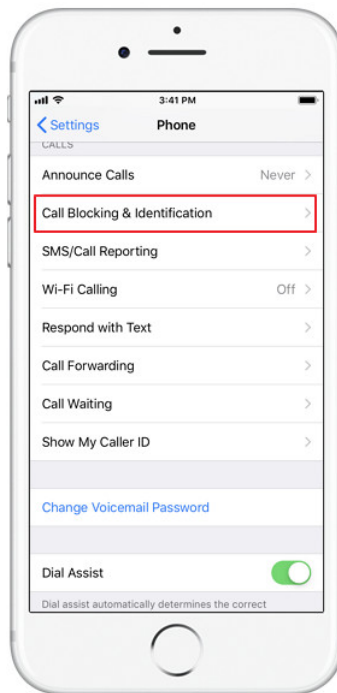 3:41 PM
Settings Phone
CALLS
Announce Calls Never
Call Blocking & Identification
SMS/Call Reporting
Wi-Fi Calling Off
Respond with Text
Call Forwarding
Call Waiting
Show My Caller ID
Change Voicemail Password
Dial Assist
Dial assist automatically determines the correct